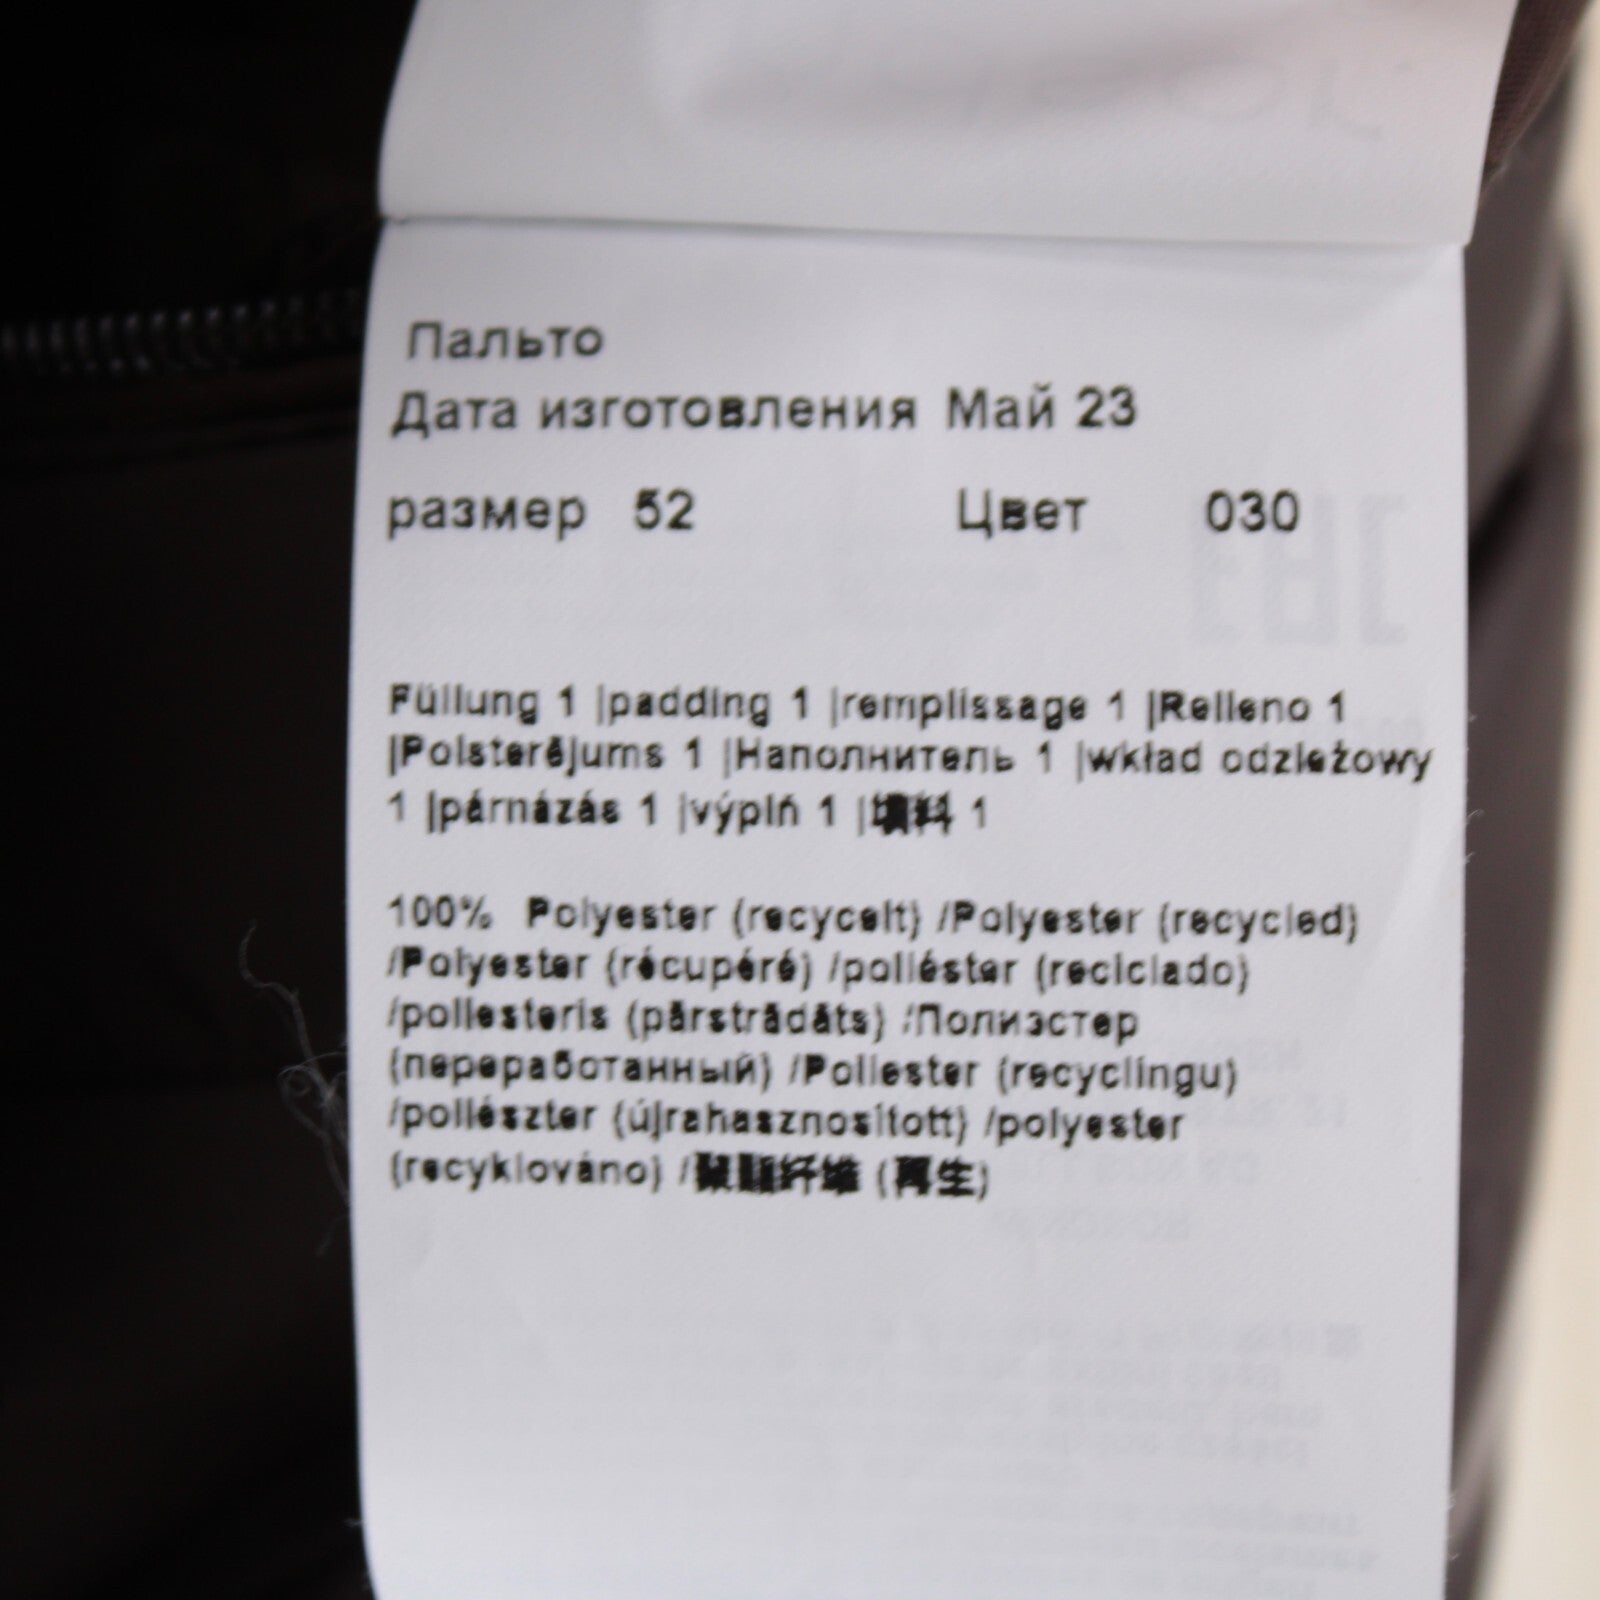 Пальто
Дата изготовления Май 23
размер 52 Цвет 030
Füllung 1 |padding 1 |remplissage 1 |Relleno 1
|Polsterējums 1 |Наполнитель 1 |wkład odzieżowy
1 |párnázás 1 |výplň 1 |填料 1
100% Polyester (recycelt) /Polyester (recycled)
/Polyester (récupéré) /poliéster (reciclado)
/poliesteris (pārstrādāts) /Полиэстер
(переработанный) /Poliester (recyclingu)
/poliészter (újrahasznosított) /polyester
(recyklováno) /聚酯纤维 (再生)